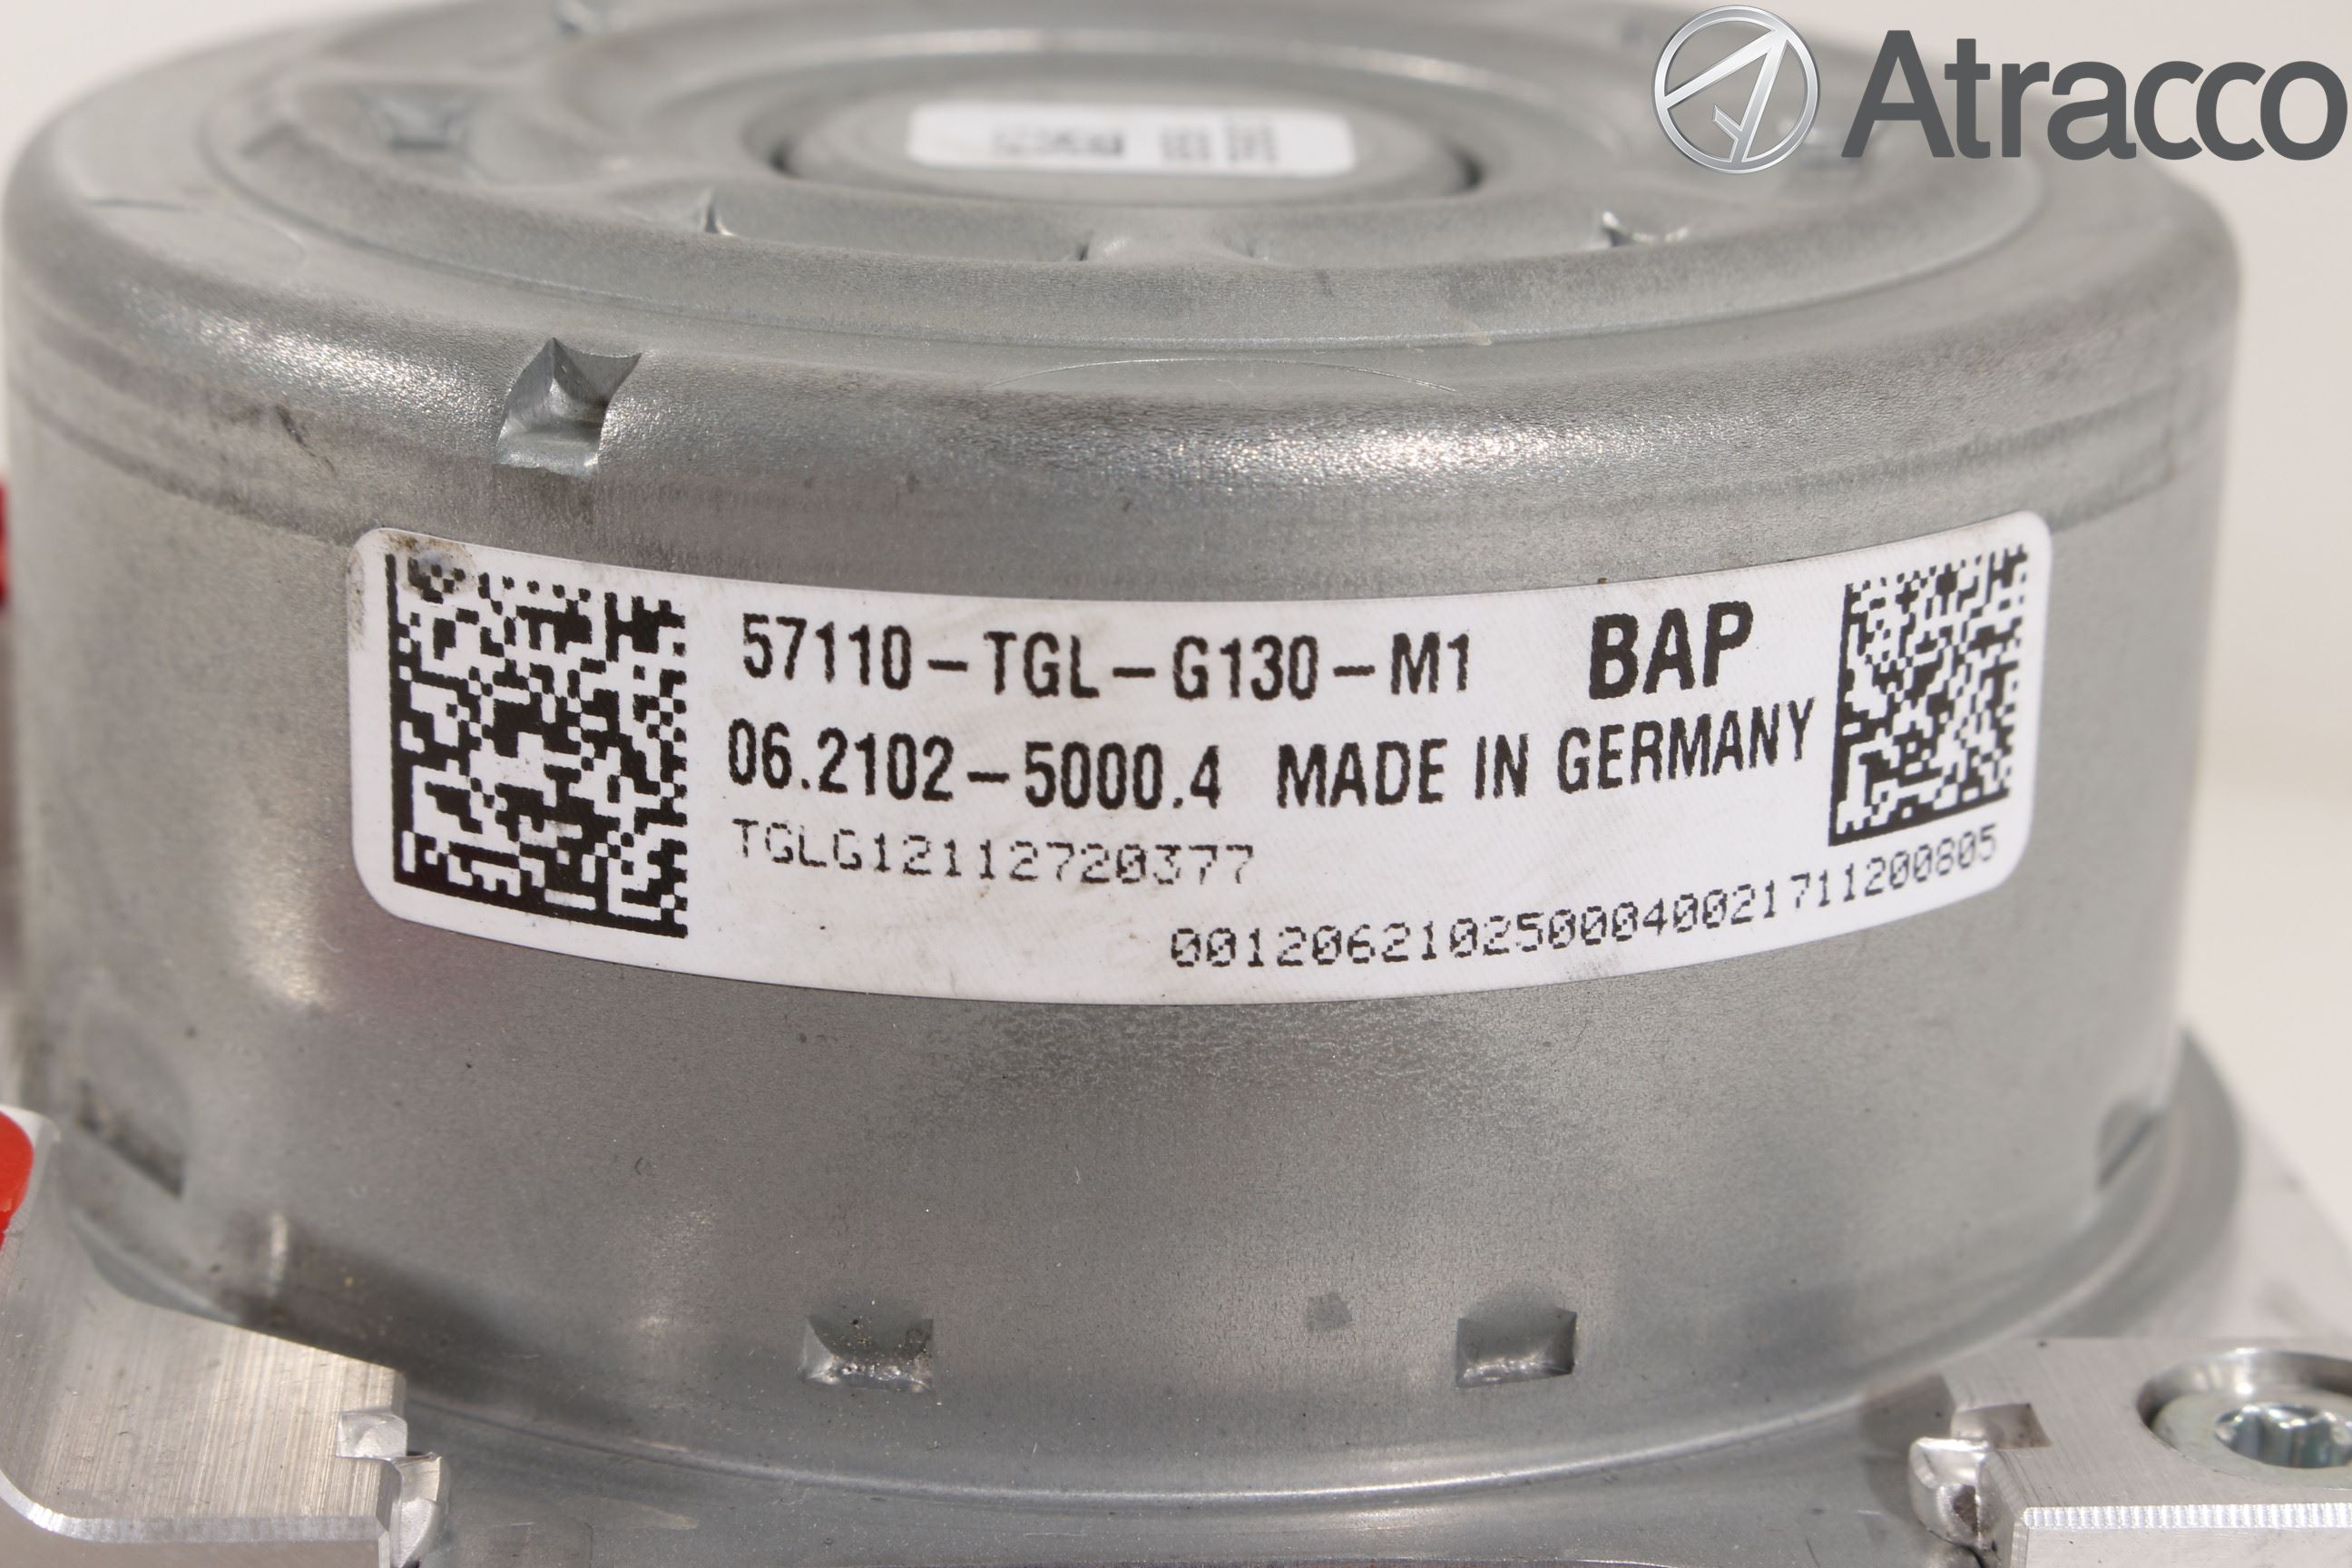 Atracco
57110-TGL-G130-M1 BAP
06.2102-5000.4 MADE IN GERMANY
TGLG12112720377
0012062102500040021711200805